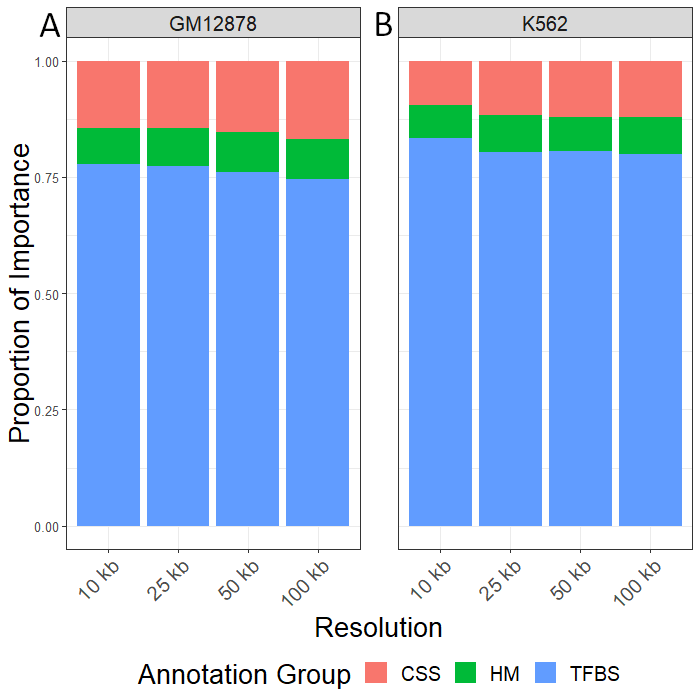 A GM12878
B K562
Proportion of Importance
1.00
0.75
0.50
0.25
0.00
10 kb 25 kb 50 kb 100 kb
10 kb 25 kb 50 kb 100 kb
Resolution
Annotation Group CSS HM TFBS